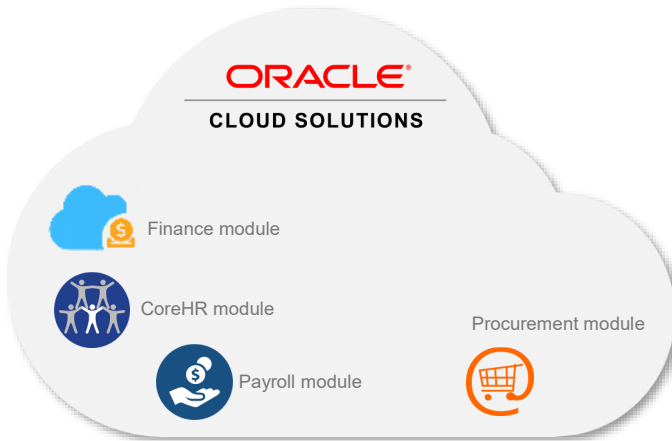 ORACLE®
CLOUD SOLUTIONS
$
Finance module
CoreHR module
Procurement module
$
Payroll module